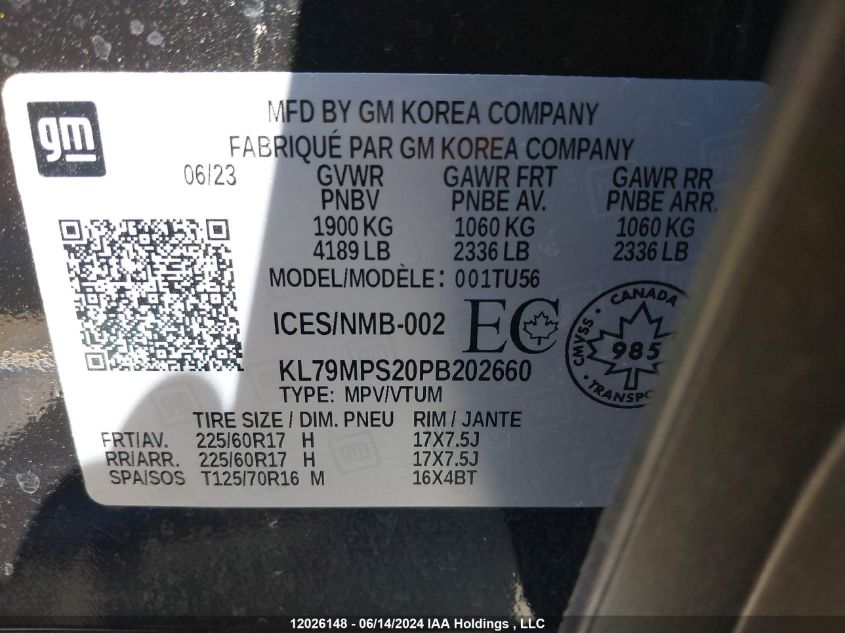 gm
MFD BY GM KOREA COMPANY
FABRIQUÉ PAR GM KOREA COMPANY
06/23 GVWR GAWR FRT GAWR RR
PNBV PNBE AV. PNBE ARR.
1900 KG 1060 KG 1060 KG
4189 LB 2336 LB 2336 LB
MODEL/MODÈLE: 001TU56
ICES/NMB-002 EC
CANADA
CMVSS 985 TRANSPORT
KL79MPS20PB202660
TYPE: MPV/VTUM
TIRE SIZE / DIM. PNEU RIM / JANTE
FRT/AV. 225/60R17 H 17X7.5J
RR/ARR. 225/60R17 H 17X7.5J
SPA/SOS T125/70R16 M 16X4BT
12026148 - 06/14/2024 IAA Holdings , LLC